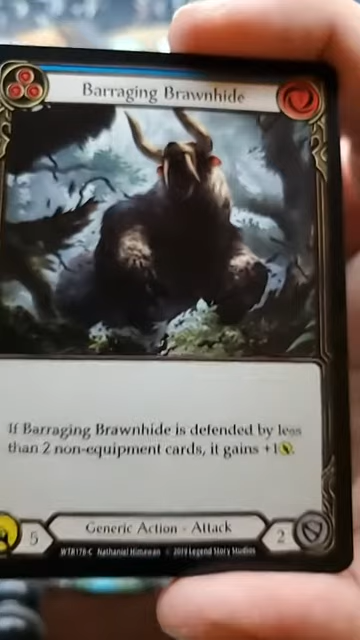 Barraging Brawnhide
If Barraging Brawnhide is defended by less
than 2 non-equipment cards, it gains +1.
5
Generic Action - Attack
2
WTR178-C Nathaniel Himawan © 2019 Legend Story Studios